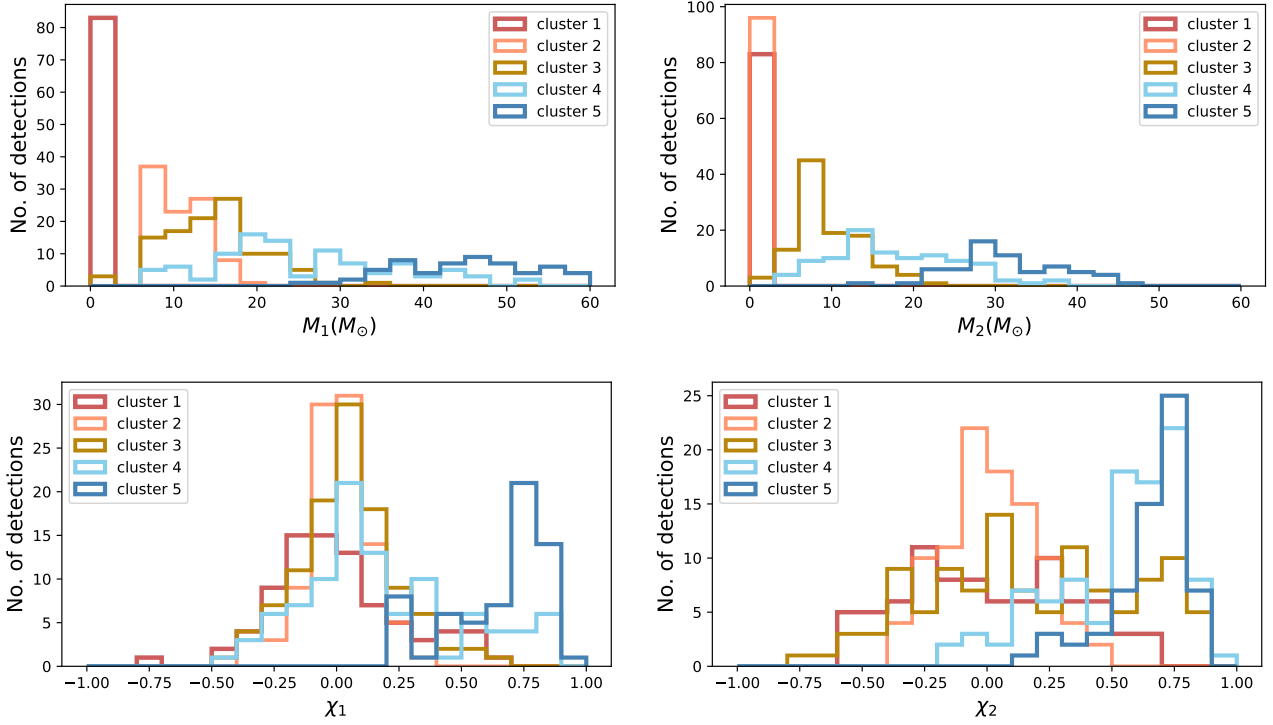 No. of detections
80
70
60
50
40
30
20
10
0
0 10 20 30 40 50 60
M₁(M⊙)
cluster 1
cluster 2
cluster 3
cluster 4
cluster 5
No. of detections
100
80
60
40
20
0
0 10 20 30 40 50 60
M₂(M⊙)
cluster 1
cluster 2
cluster 3
cluster 4
cluster 5
No. of detections
30
25
20
15
10
5
0
−1.00 −0.75 −0.50 −0.25 0.00 0.25 0.50 0.75 1.00
χ₁
cluster 1
cluster 2
cluster 3
cluster 4
cluster 5
No. of detections
25
20
15
10
5
0
−1.00 −0.75 −0.50 −0.25 0.00 0.25 0.50 0.75 1.00
χ₂
cluster 1
cluster 2
cluster 3
cluster 4
cluster 5